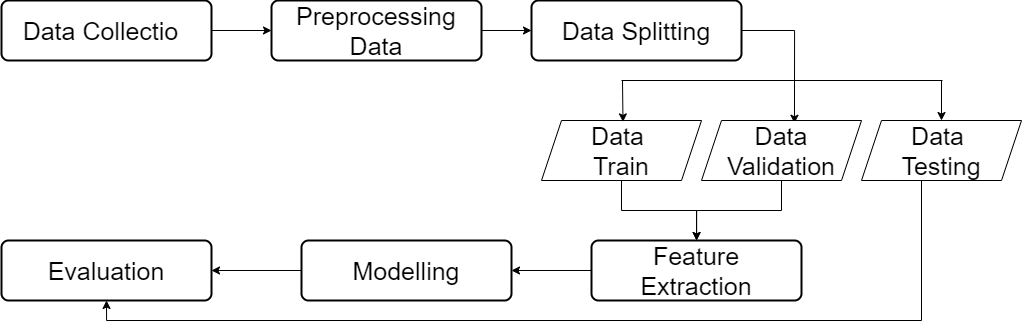 Data Collectio
Preprocessing
Data
Data Splitting
Data
Train
Data
Validation
Data
Testing
Evaluation
Modelling
Feature
Extraction